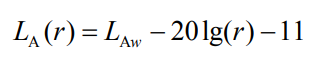 L_A(r) = L_Aw − 20lg(r) − 11